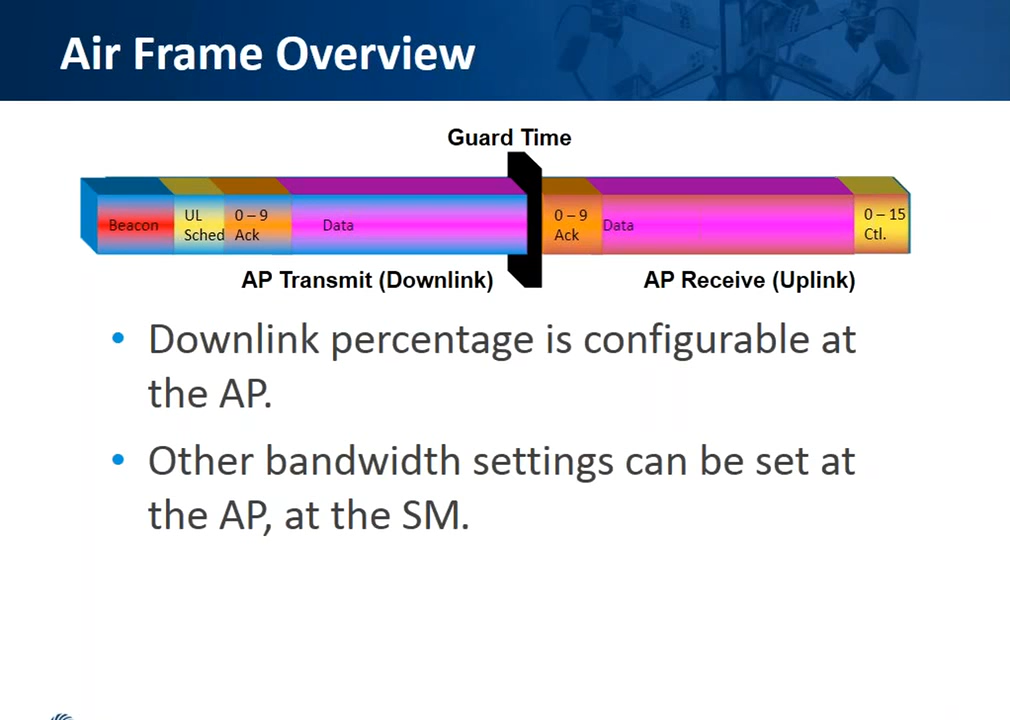 Air Frame Overview
Guard Time
Beacon
UL
Sched
0 – 9
Ack
Data
0 – 9
Ack
Data
0 – 15
Ctl.
AP Transmit (Downlink)
AP Receive (Uplink)
• Downlink percentage is configurable at
the AP.
• Other bandwidth settings can be set at
the AP, at the SM.